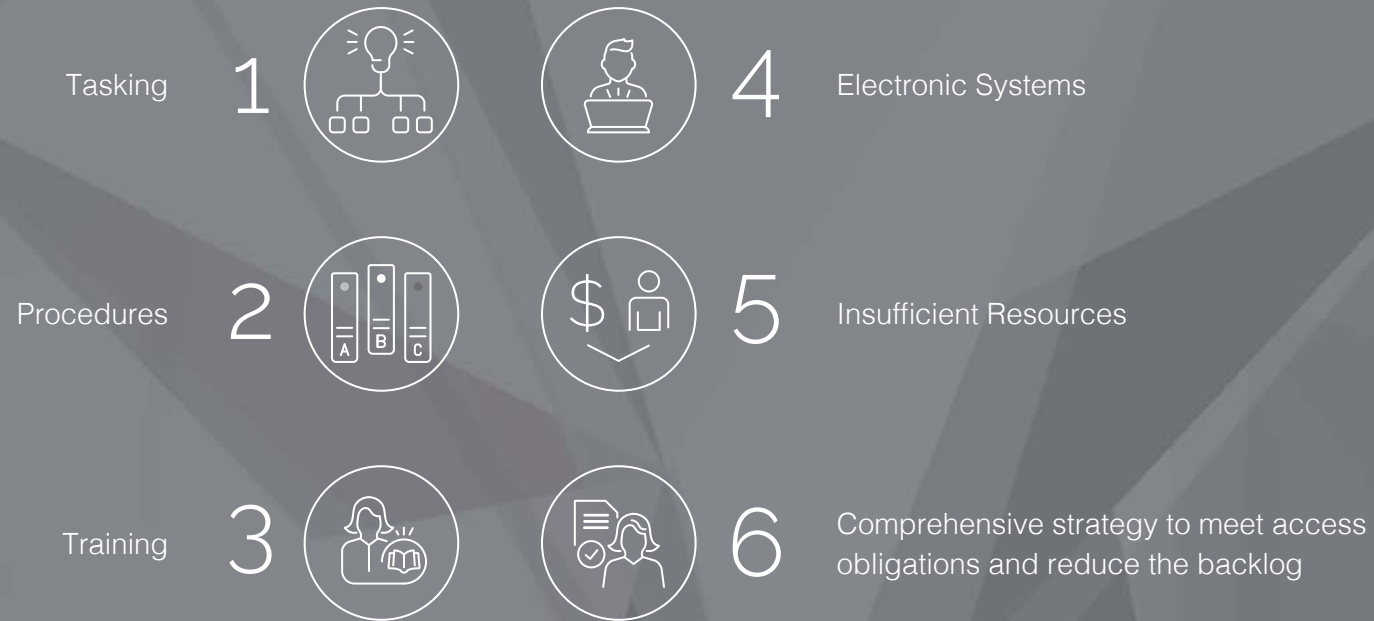 Tasking 1
Procedures 2
A B C
Training 3
4 Electronic Systems
$
5 Insufficient Resources
6 Comprehensive strategy to meet access
obligations and reduce the backlog